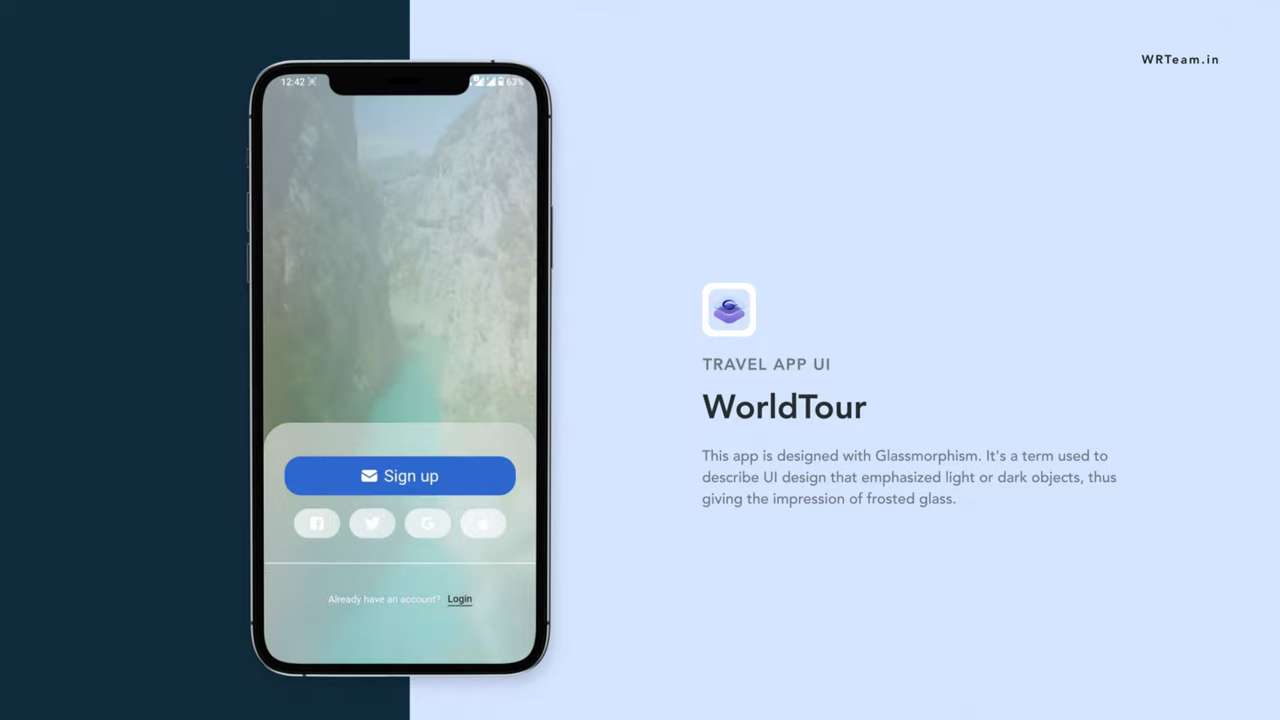 WRTeam.in
12:42
63%
Sign up
Already have an account? Login
TRAVEL APP UI
WorldTour
This app is designed with Glassmorphism. It's a term used to
describe UI design that emphasized light or dark objects, thus
giving the impression of frosted glass.